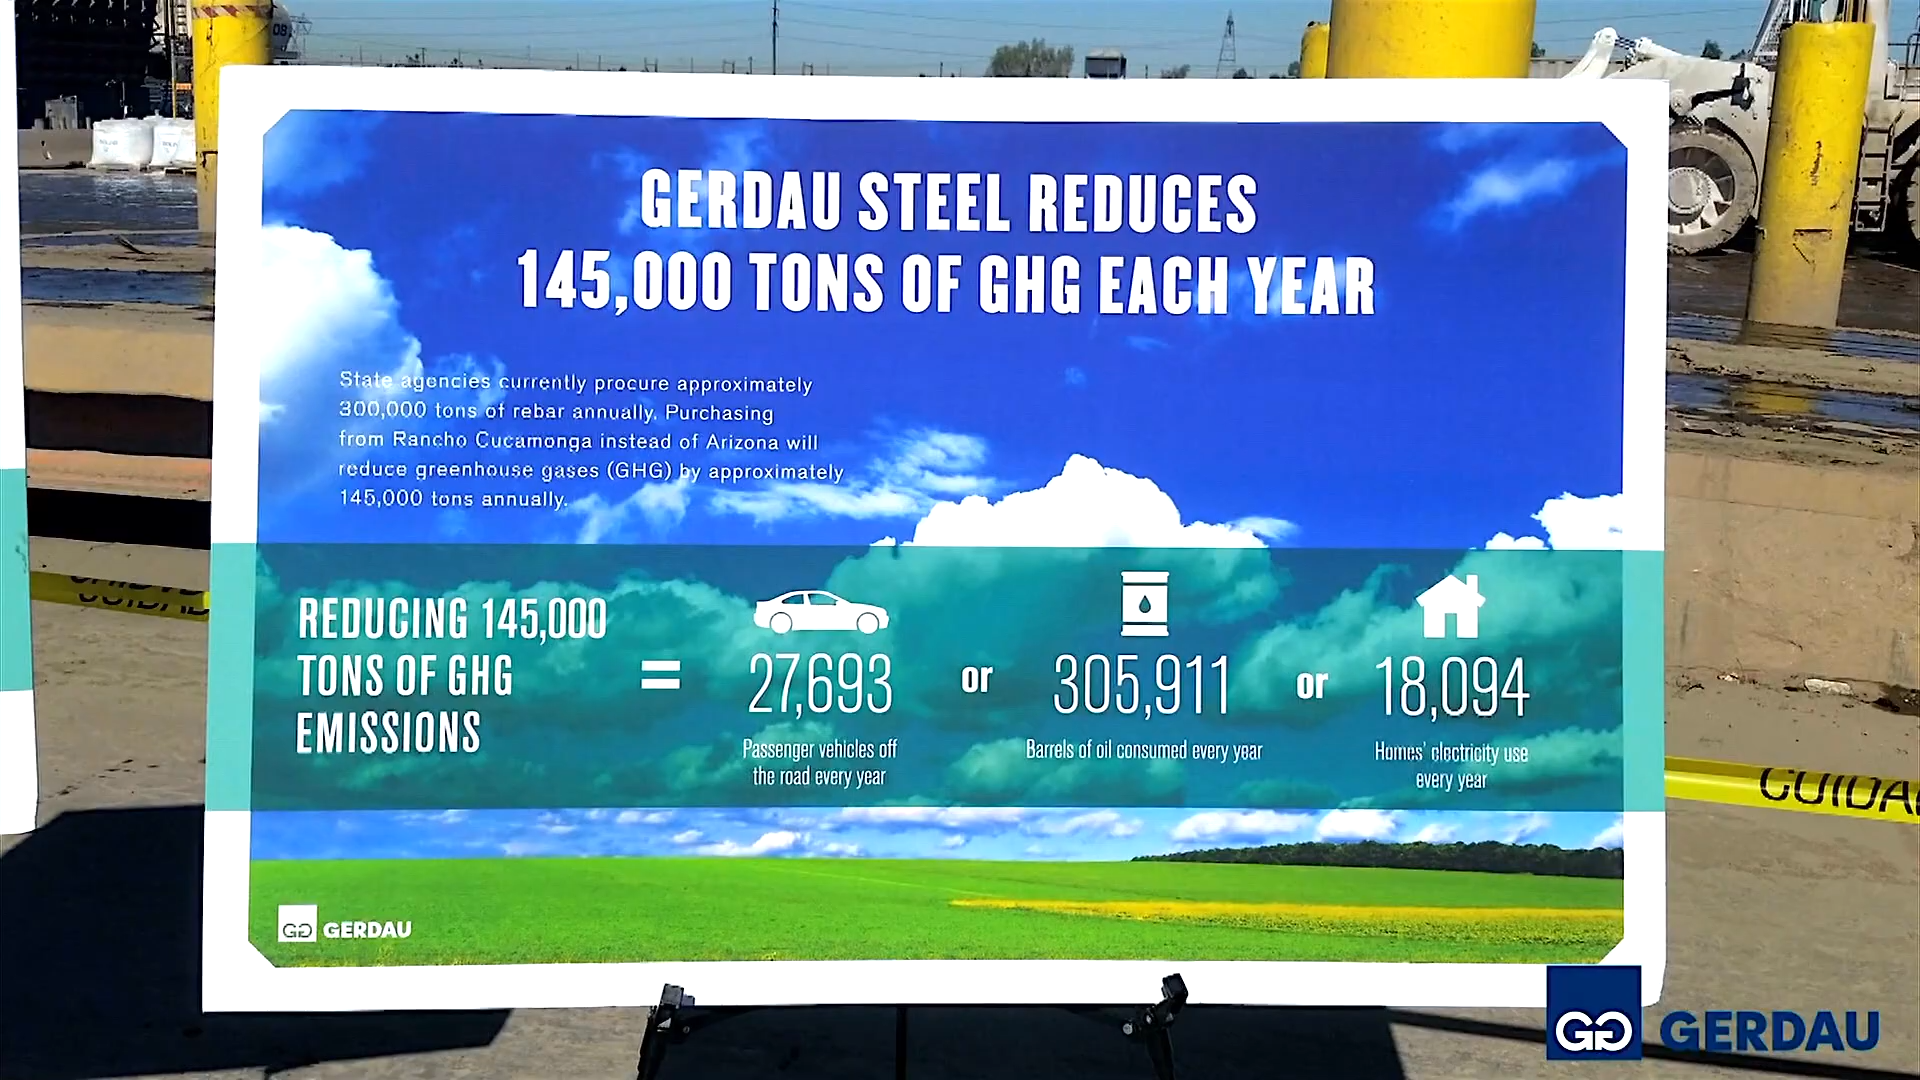 GERDAU STEEL REDUCES
145,000 TONS OF GHG EACH YEAR
State agencies currently procure approximately
300,000 tons of rebar annually. Purchasing
from Rancho Cucamonga instead of Arizona will
reduce greenhouse gases (GHG) by approximately
145,000 tons annually.
REDUCING 145,000
TONS OF GHG
EMISSIONS
=
27,693
Passenger vehicles off
the road every year
or
305,911
Barrels of oil consumed every year
or
18,094
Homes' electricity use
every year
GERDAU
CUIDA
GERDAU